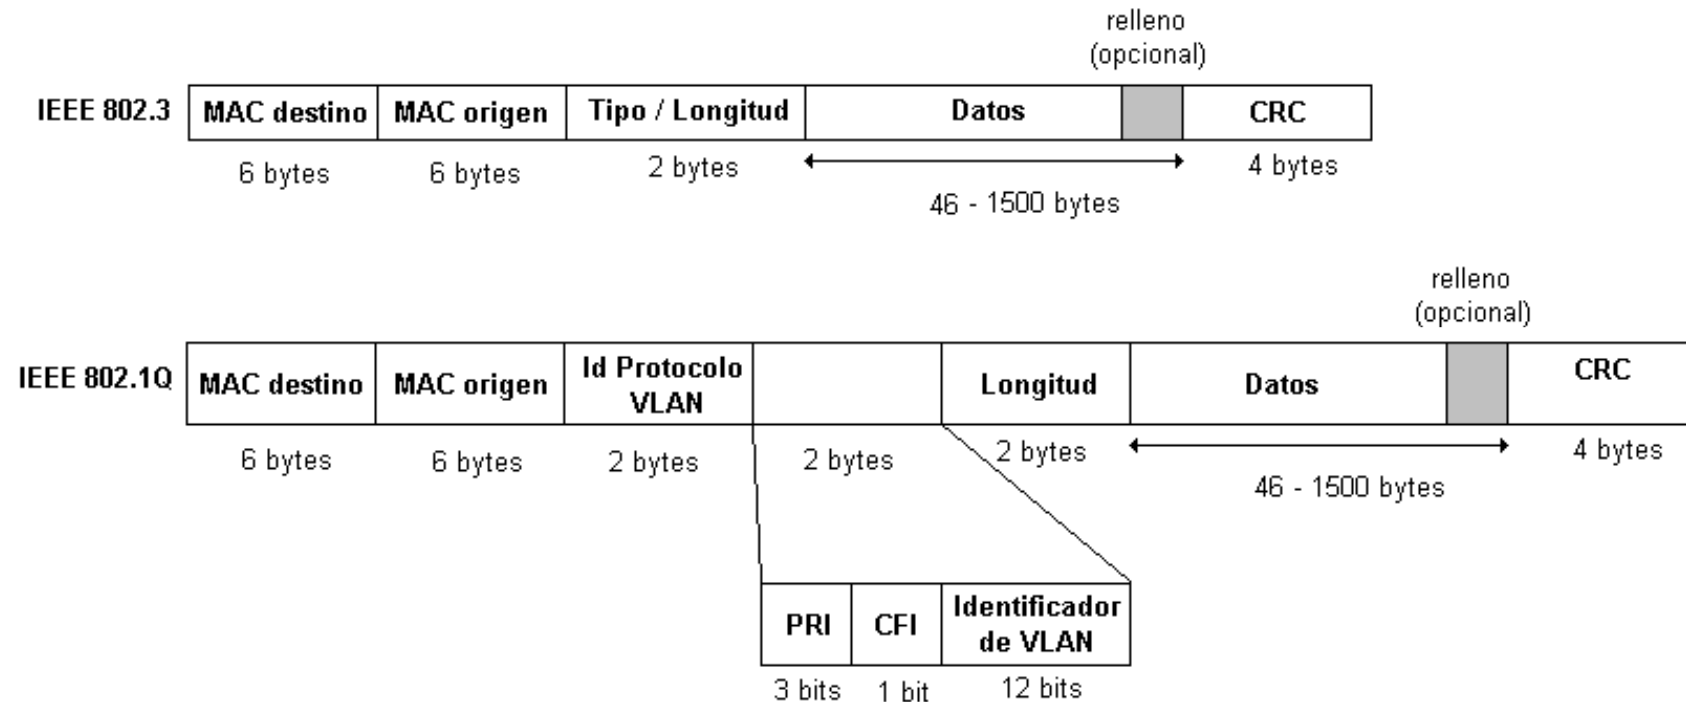 relleno
(opcional)
IEEE 802.3
MAC destino
MAC origen
Tipo / Longitud
Datos
CRC
6 bytes
6 bytes
2 bytes
4 bytes
46 - 1500 bytes
relleno
(opcional)
IEEE 802.1Q
MAC destino
MAC origen
Id Protocolo
VLAN
Longitud
Datos
CRC
6 bytes
6 bytes
2 bytes
2 bytes
2 bytes
4 bytes
46 - 1500 bytes
PRI
CFI
Identificador
de VLAN
3 bits
1 bit
12 bits